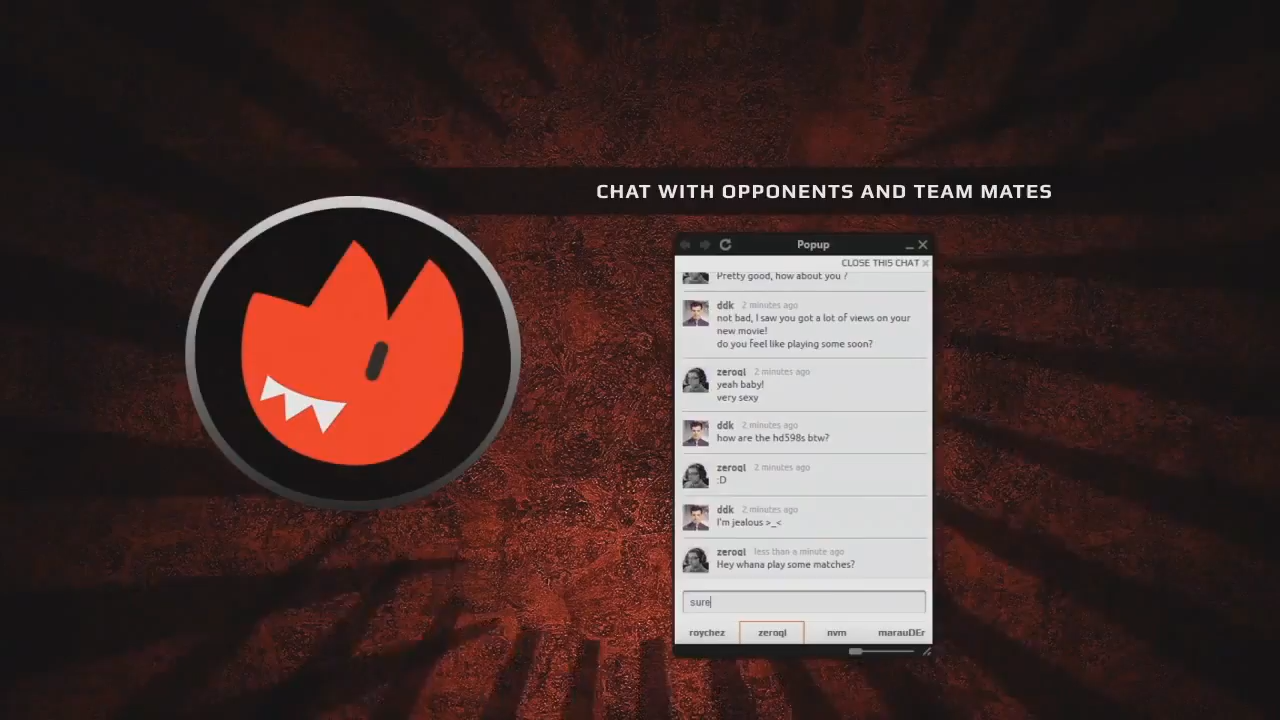 CHAT WITH OPPONENTS AND TEAM MATES
Popup
CLOSE THIS CHAT ×
Pretty good, how about you ?
ddk 2 minutes ago
not bad, I saw you got a lot of views on your
new movie!
do you feel like playing some soon?
zeroql 2 minutes ago
yeah baby!
very sexy
ddk 2 minutes ago
how are the hd598s btw?
zeroql 2 minutes ago
:D
ddk 2 minutes ago
I'm jealous >_<
zeroql less than a minute ago
Hey whana play some matches?
sure
roychez zeroql nvm marauDEr